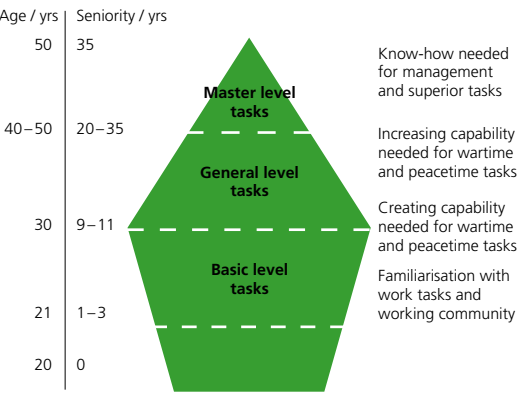 Age / yrs Seniority / yrs
50 35
Know-how needed
for management
and superior tasks
Master level
tasks
40–50 20–35
Increasing capability
needed for wartime
and peacetime tasks
General level
tasks
Creating capability
needed for wartime
and peacetime tasks
30 9–11
Basic level
tasks
Familiarisation with
work tasks and
working community
21 1–3
20 0